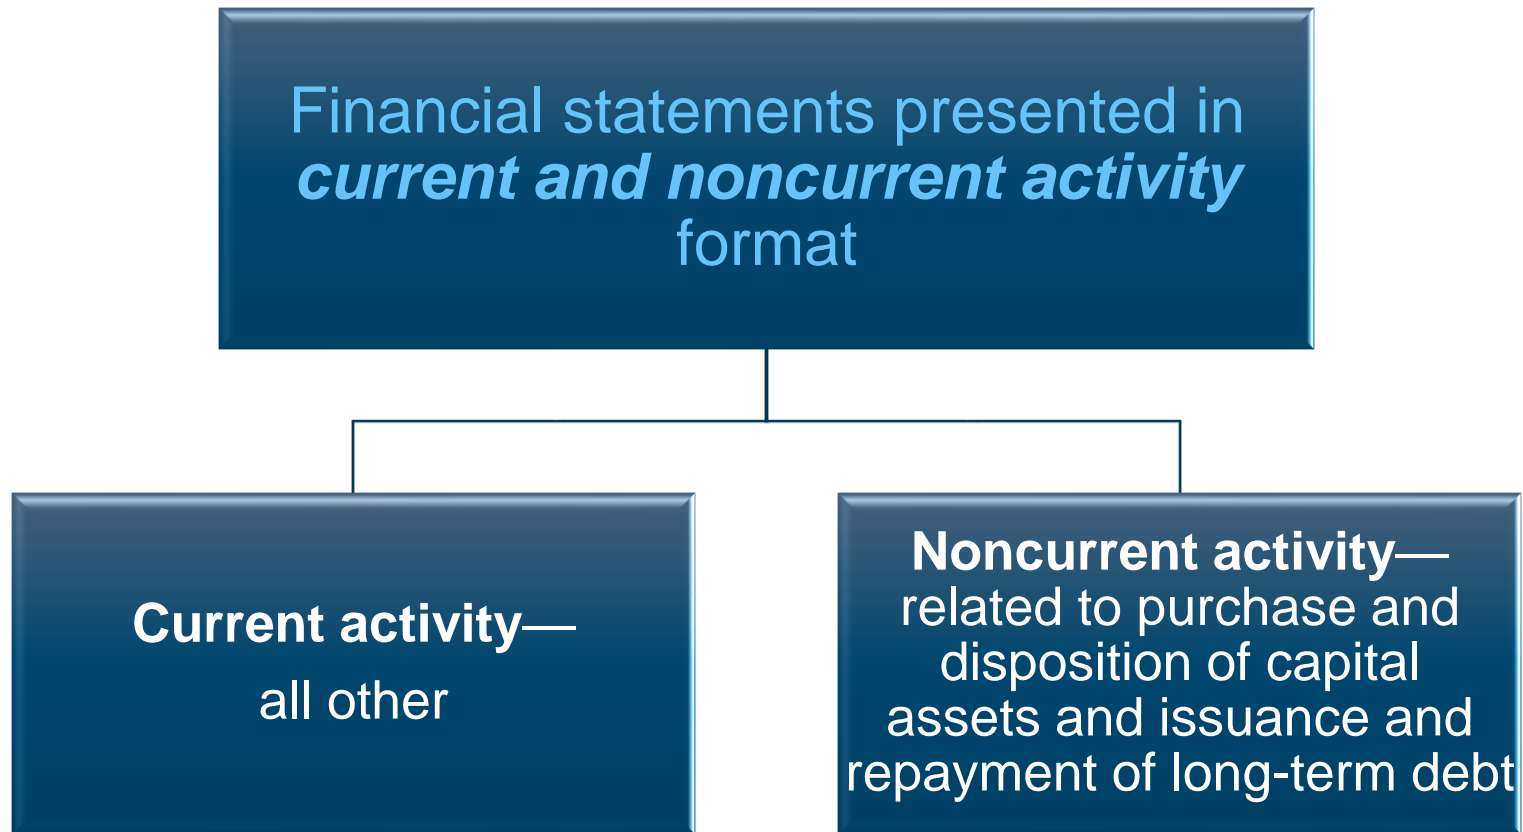 Financial statements presented in
current and noncurrent activity
format
Current activity—
all other
Noncurrent activity—
related to purchase and
disposition of capital
assets and issuance and
repayment of long-term debt